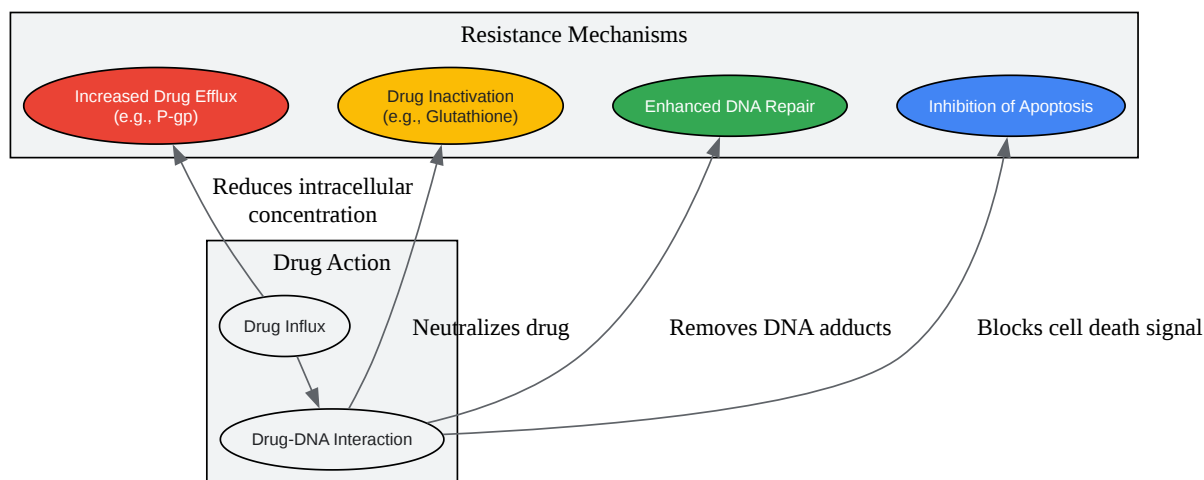 Resistance Mechanisms
Increased Drug Efflux
(e.g., P-gp)
Drug Inactivation
(e.g., Glutathione)
Enhanced DNA Repair
Inhibition of Apoptosis
Reduces intracellular
concentration
Drug Action
Drug Influx
Neutralizes drug
Removes DNA adducts
Blocks cell death signal
Drug-DNA Interaction